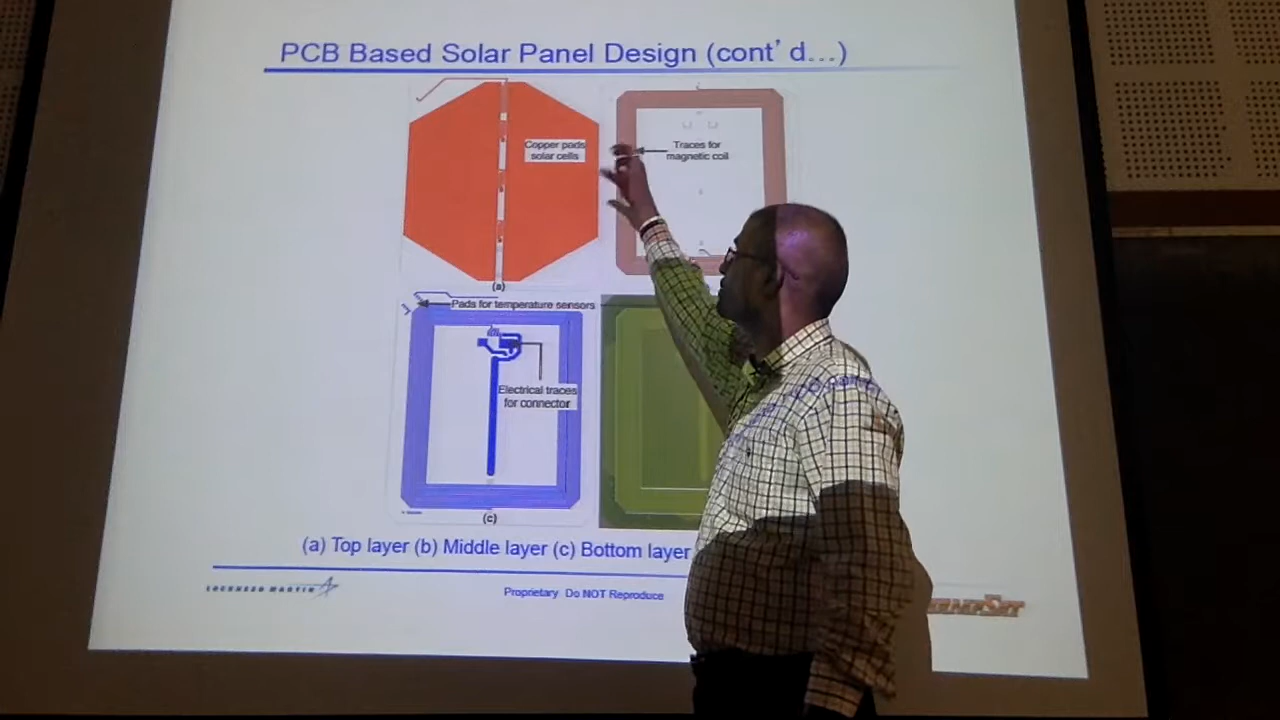 PCB Based Solar Panel Design (cont'd...)
Copper pads
solar cells
Traces for
magnetic coil
(a)
Pads for temperature sensors
Electrical traces
for connector
(c)
(a) Top layer (b) Middle layer (c) Bottom layer
LOCKHEED MARTIN
Proprietary Do NOT Reproduce